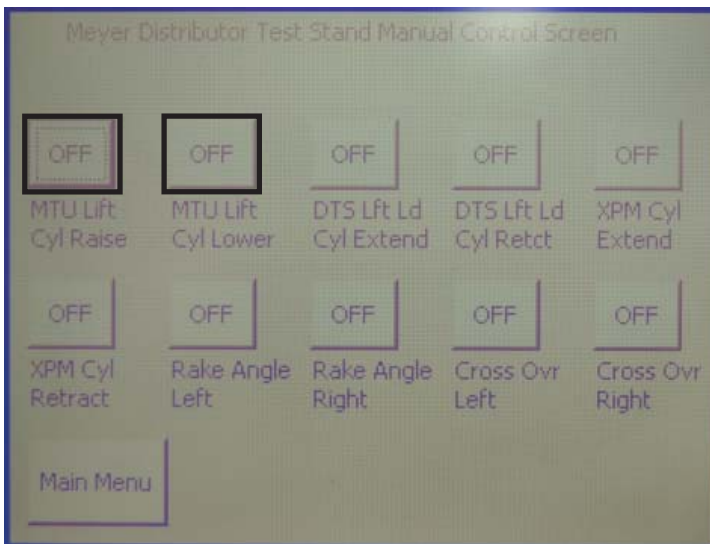 Meyer Distributor Test Stand Manual Control Screen
OFF OFF OFF OFF OFF
MTU Lift MTU Lift DTS Lft Ld DTS Lft Ld XPM Cyl
Cyl Raise Cyl Lower Cyl Extend Cyl Retct Extend
OFF OFF OFF OFF OFF
XPM Cyl Rake Angle Rake Angle Cross Ovr Cross Ovr
Retract Left Right Left Right
Main Menu